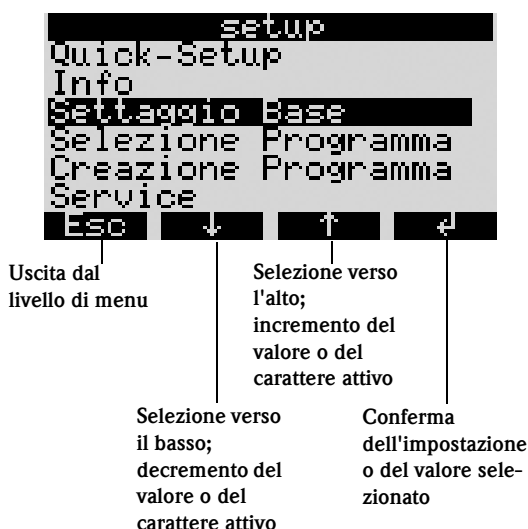 setup
Quick-Setup
Info
Settaggio Base
Selezione Programma
Creazione Programma
Service
Esc ↓ ↑ ↵
Uscita dal
livello di menu
Selezione verso
l'alto;
incremento del
valore o del
carattere attivo
Selezione verso
il basso;
decremento del
valore o del
carattere attivo
Conferma
dell'impostazione
o del valore sele-
zionato